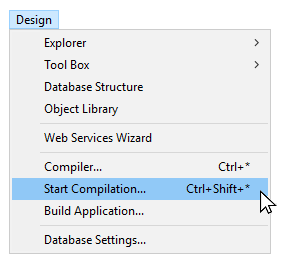 Design
Explorer >
Tool Box >
Database Structure
Object Library
Web Services Wizard
Compiler... Ctrl+*
Start Compilation... Ctrl+Shift+*
Build Application...
Database Settings...